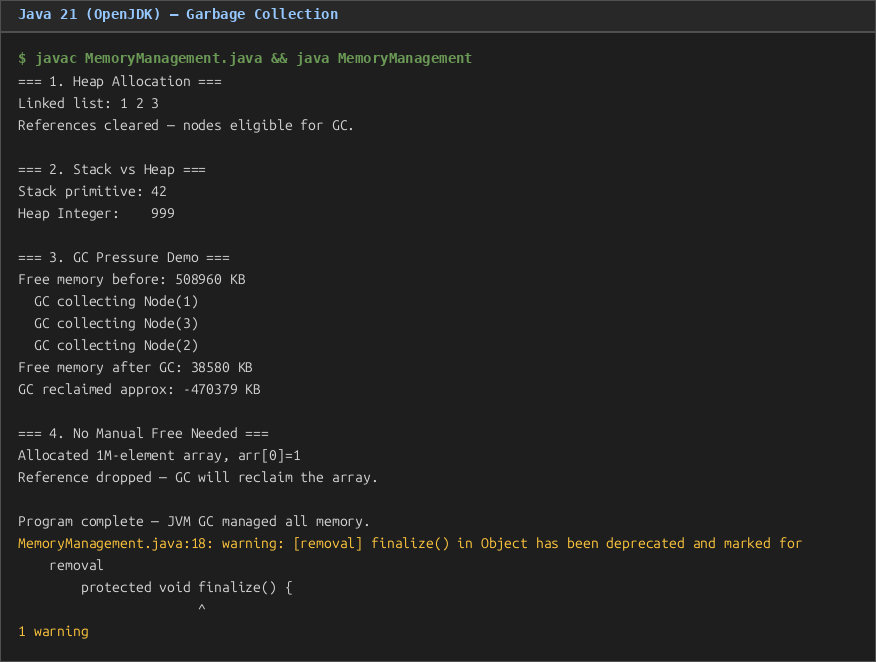 Java 21 (OpenJDK) — Garbage Collection
$ javac MemoryManagement.java && java MemoryManagement
=== 1. Heap Allocation ===
Linked list: 1 2 3
References cleared — nodes eligible for GC.
=== 2. Stack vs Heap ===
Stack primitive: 42
Heap Integer:    999
=== 3. GC Pressure Demo ===
Free memory before: 508960 KB
  GC collecting Node(1)
  GC collecting Node(3)
  GC collecting Node(2)
Free memory after GC: 38580 KB
GC reclaimed approx: -470379 KB
=== 4. No Manual Free Needed ===
Allocated 1M-element array, arr[0]=1
Reference dropped — GC will reclaim the array.
Program complete — JVM GC managed all memory.
MemoryManagement.java:18: warning: [removal] finalize() in Object has been deprecated and marked for
    removal
        protected void finalize() {
                       ^
1 warning